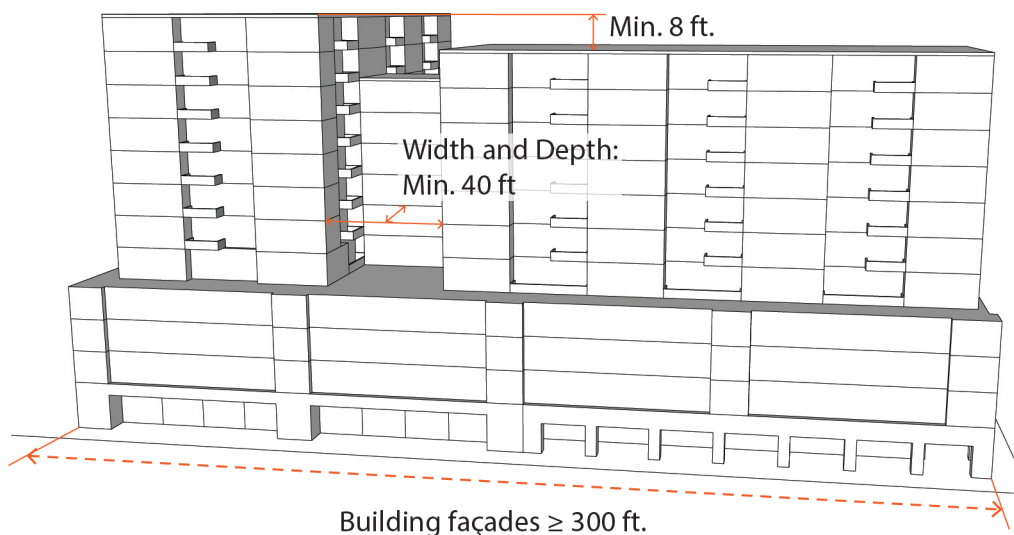 Min. 8 ft.
Width and Depth:
Min. 40 ft
Building façades ≥ 300 ft.